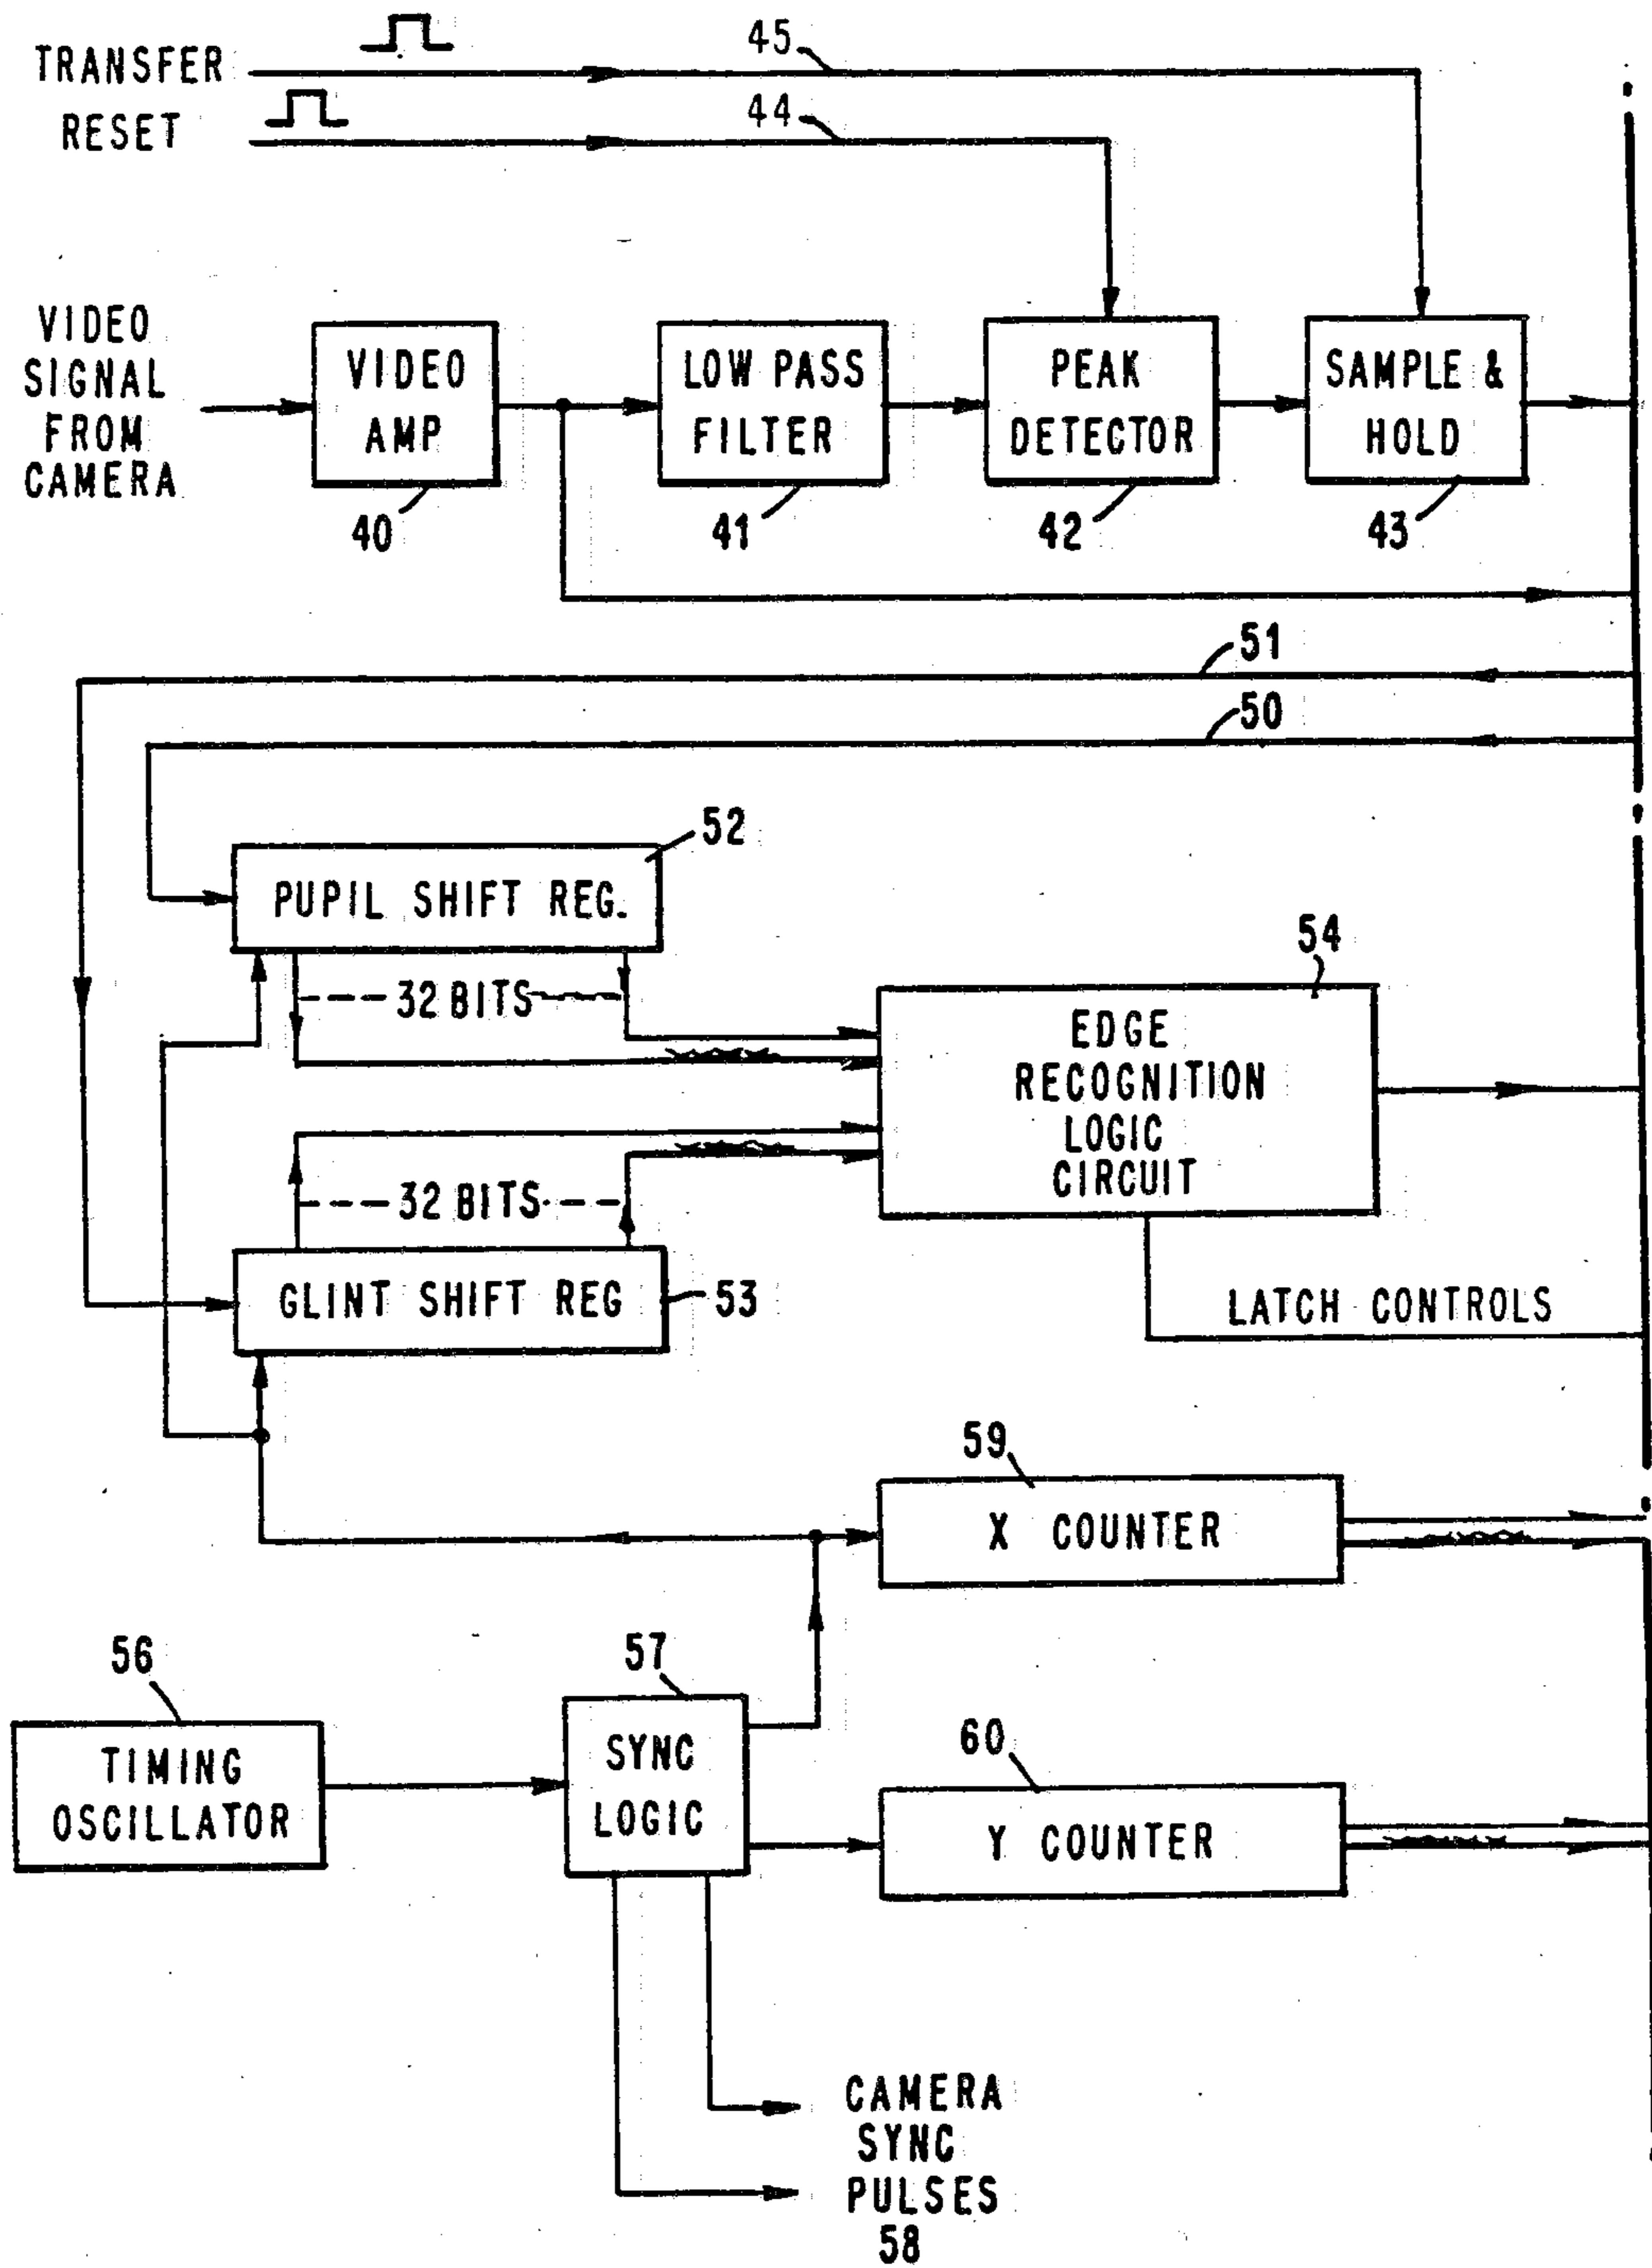 TRANSFER
45
RESET
44
VIDEO
SIGNAL
FROM
CAMERA
VIDEO
AMP
40
LOW PASS
FILTER
41
PEAK
DETECTOR
42
SAMPLE &
HOLD
43
51
50
52
PUPIL SHIFT REG.
32 BITS
54
EDGE
RECOGNITION
LOGIC
CIRCUIT
32 BITS
GLINT SHIFT REG
53
LATCH CONTROLS
59
X COUNTER
56
TIMING
OSCILLATOR
57
SYNC
LOGIC
60
Y COUNTER
CAMERA
SYNC
PULSES
58